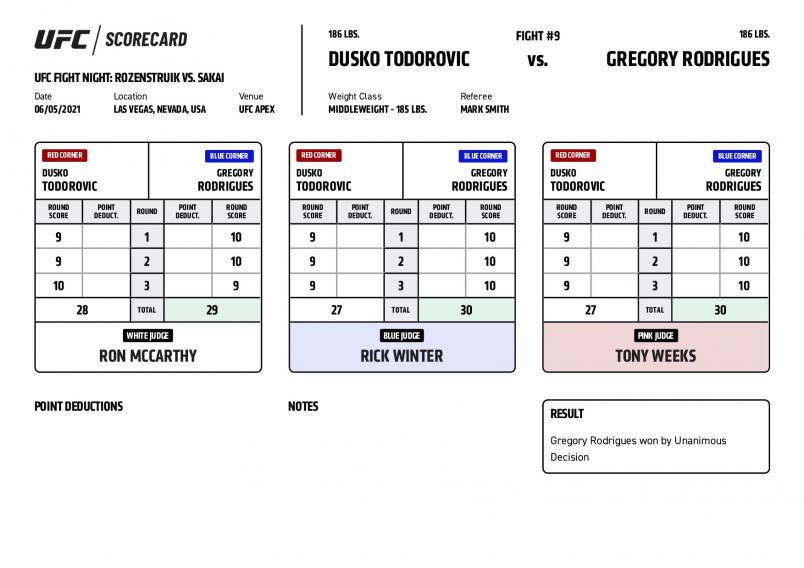 UFC / SCORECARD
UFC FIGHT NIGHT: ROZENSTRUIK VS. SAKAI
Date Location Venue
06/05/2021 LAS VEGAS, NEVADA, USA UFC APEX
186 LBS. FIGHT #9 186 LBS.
DUSKO TODOROVIC vs. GREGORY RODRIGUES
Weight Class Referee
MIDDLEWEIGHT - 185 LBS. MARK SMITH
RED CORNER BLUE CORNER
DUSKO GREGORY
TODOROVIC RODRIGUES
ROUND SCORE POINT DEDUCT. ROUND POINT DEDUCT. ROUND SCORE
9 1 10
9 2 10
10 3 9
28 TOTAL 29
WHITE JUDGE
RON MCCARTHY
RED CORNER BLUE CORNER
DUSKO GREGORY
TODOROVIC RODRIGUES
ROUND SCORE POINT DEDUCT. ROUND POINT DEDUCT. ROUND SCORE
9 1 10
9 2 10
9 3 10
27 TOTAL 30
BLUE JUDGE
RICK WINTER
RED CORNER BLUE CORNER
DUSKO GREGORY
TODOROVIC RODRIGUES
ROUND SCORE POINT DEDUCT. ROUND POINT DEDUCT. ROUND SCORE
9 1 10
9 2 10
9 3 10
27 TOTAL 30
PINK JUDGE
TONY WEEKS
POINT DEDUCTIONS
NOTES
RESULT
Gregory Rodrigues won by Unanimous
Decision